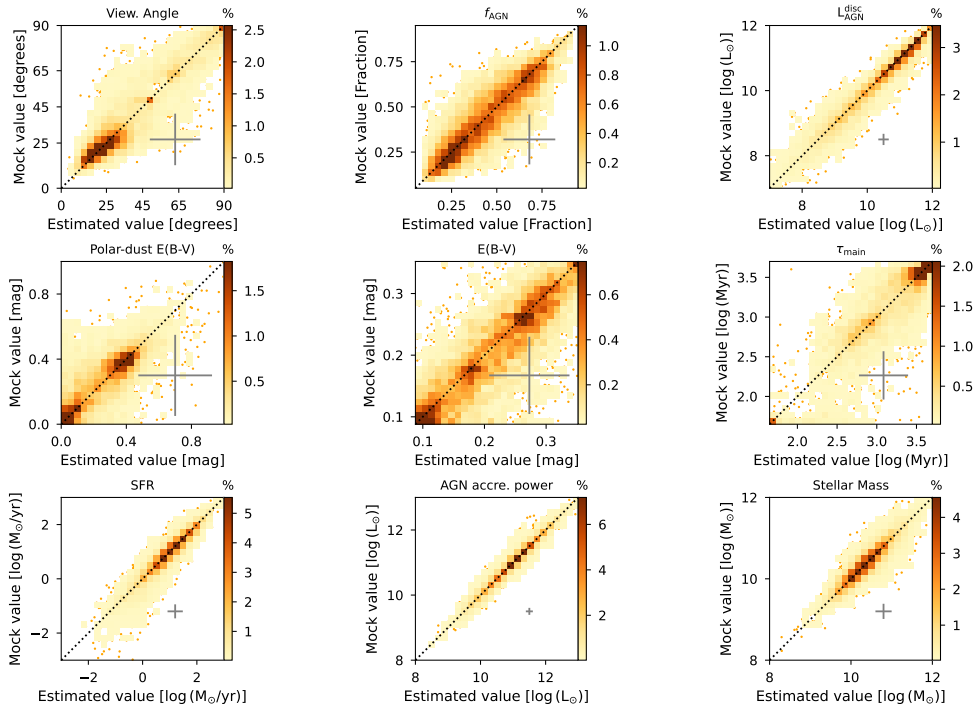 View. Angle %
Mock value [degrees]
90
65
45
25
0
0 25 45 65 90
Estimated value [degrees]
2.5
2.0
1.5
1.0
0.5
f_AGN %
Mock value [Fraction]
0.75
0.50
0.25
0.25 0.50 0.75
Estimated value [Fraction]
1.0
0.8
0.6
0.4
0.2
L_AGN^disc %
Mock value [log (L⊙)]
12
10
8
8 10 12
Estimated value [log (L⊙)]
3
2
1
Polar-dust E(B-V) %
Mock value [mag]
0.8
0.4
0.0
0.0 0.4 0.8
Estimated value [mag]
1.5
1.0
0.5
E(B-V) %
Mock value [mag]
0.3
0.2
0.1
0.1 0.2 0.3
Estimated value [mag]
0.6
0.4
0.2
τ_main %
Mock value [log (Myr)]
3.5
3.0
2.5
2.0
2.0 2.5 3.0 3.5
Estimated value [log (Myr)]
2.0
1.5
1.0
0.5
SFR %
Mock value [log (M⊙/yr)]
2
0
−2
−2 0 2
Estimated value [log (M⊙/yr)]
5
4
3
2
1
AGN accre. power %
Mock value [log (L⊙)]
12
10
8
8 10 12
Estimated value [log (L⊙)]
6
4
2
Stellar Mass %
Mock value [log (M⊙)]
12
10
8
8 10 12
Estimated value [log (M⊙)]
4
3
2
1